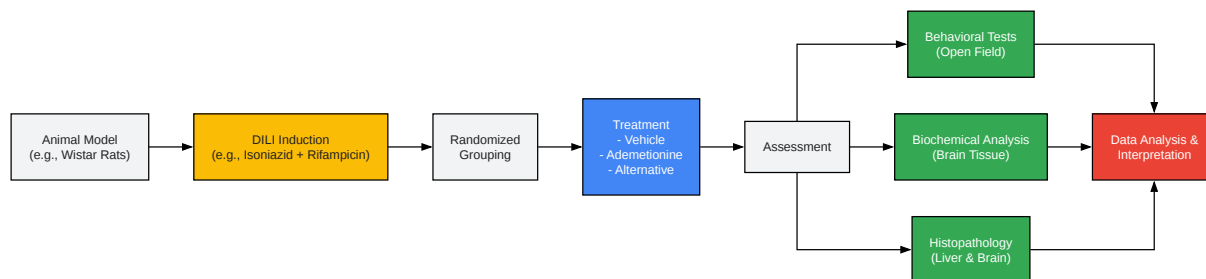 Animal Model
(e.g., Wistar Rats)
DILI Induction
(e.g., Isoniazid + Rifampicin)
Randomized
Grouping
Treatment
- Vehicle
- Ademetionine
- Alternative
Assessment
Behavioral Tests
(Open Field)
Biochemical Analysis
(Brain Tissue)
Histopathology
(Liver & Brain)
Data Analysis &
Interpretation